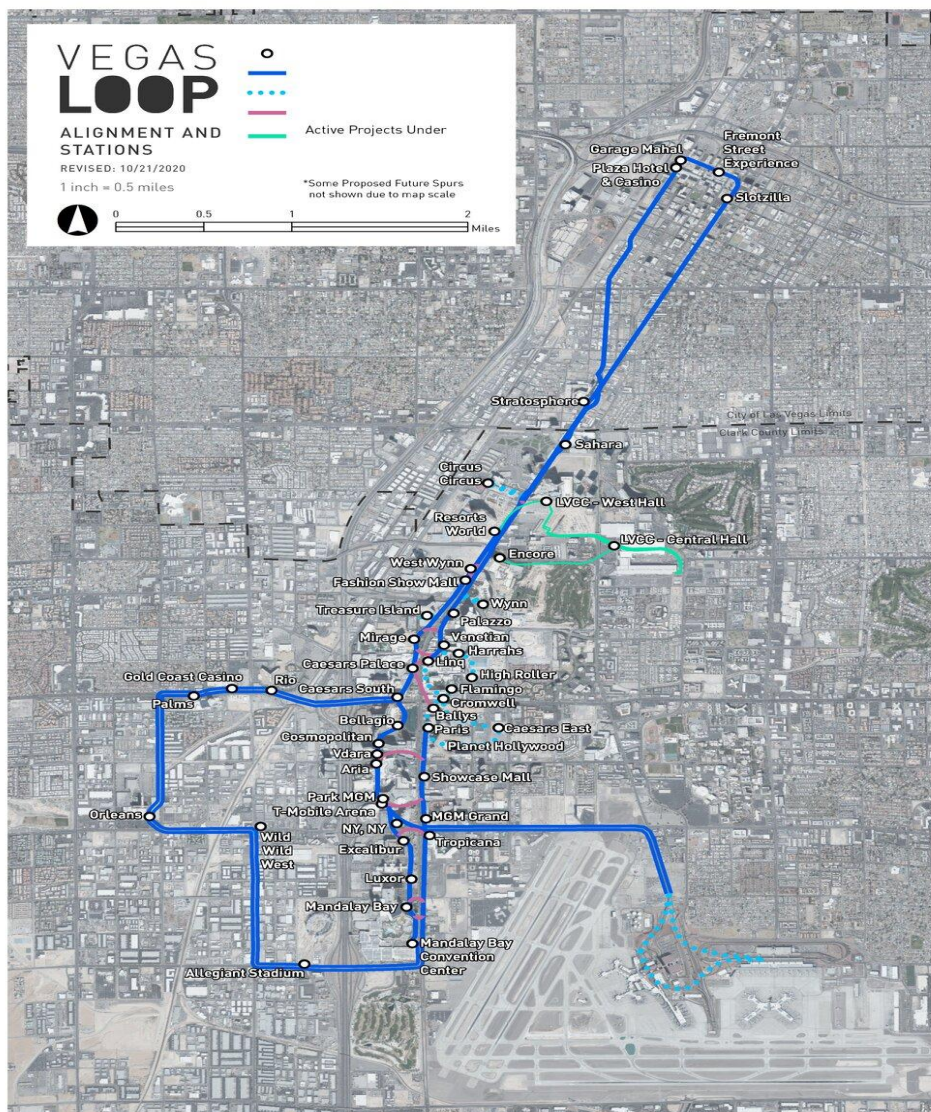 VEGAS
LOOP
ALIGNMENT AND
STATIONS
REVISED: 10/21/2020
1 inch = 0.5 miles
Active Projects Under
*Some Proposed Future Spurs
not shown due to map scale
0
0.5
1
2
Miles
Garage Mahal
Plaza Hotel
& Casino
Fremont
Street
Experience
Slotzilla
Stratosphere
City of Las Vegas Limits
Clark County Limits
Sahara
Circus
Circus
LVCC - West Hall
Resorts
World
LVCC - Central Hall
Encore
West Wynn
Fashion Show Mall
Wynn
Treasure Island
Palazzo
Mirage
Venetian
Harrahs
Caesars Palace
Linq
High Roller
Gold Coast Casino
Rio
Palms
Caesars South
Flamingo
Cromwell
Ballys
Bellagio
Paris
Caesars East
Cosmopolitan
Planet Hollywood
Vdara
Aria
Showcase Mall
Park MGM
T-Mobile Arena
Orleans
MGM Grand
NY, NY
Wild
Wild
West
Tropicana
Excalibur
Luxor
Mandalay Bay
Mandalay Bay
Convention
Center
Allegiant Stadium